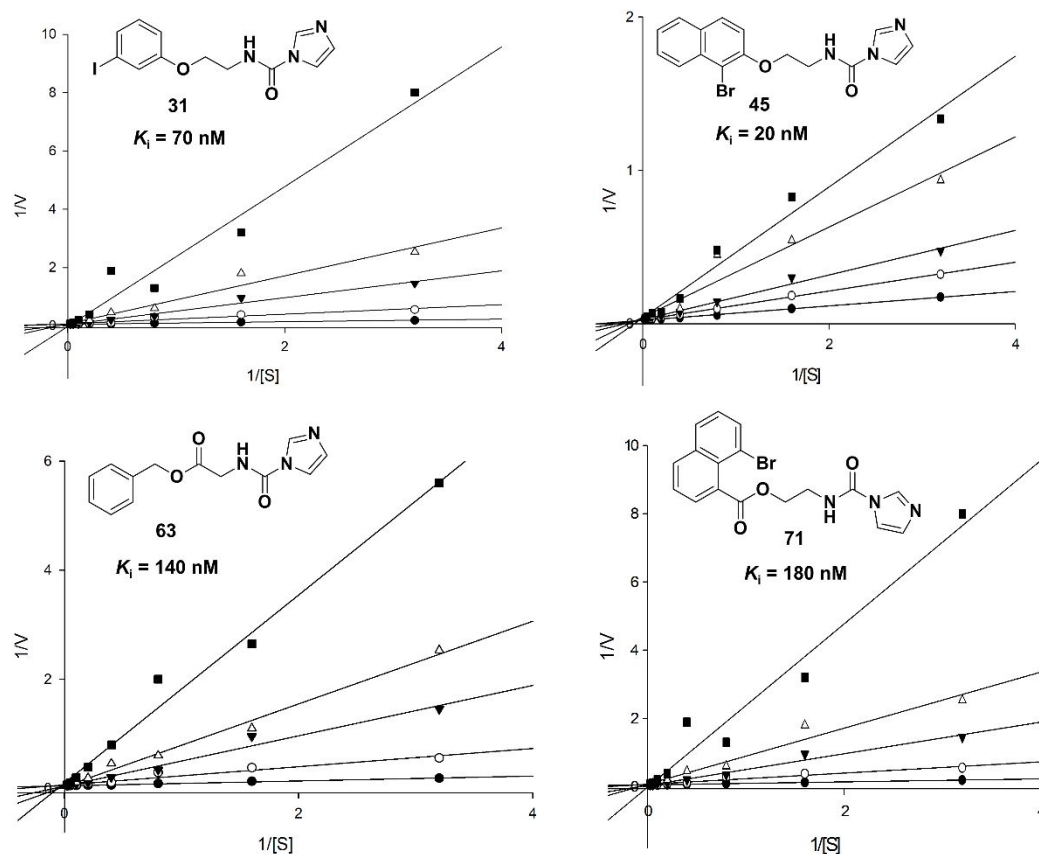 10
8
6
4
2
0
0
2
4
1/V
1/[S]
I
O
H
N
O
N
N
31
Ki = 70 nM
2
1
0
0
2
4
1/V
1/[S]
Br
O
H
N
O
N
N
45
Ki = 20 nM
6
4
2
0
0
2
4
1/V
1/[S]
O
O
H
N
O
N
N
63
Ki = 140 nM
10
8
6
4
2
0
0
2
4
1/V
1/[S]
Br
O
O
H
N
O
N
N
71
Ki = 180 nM